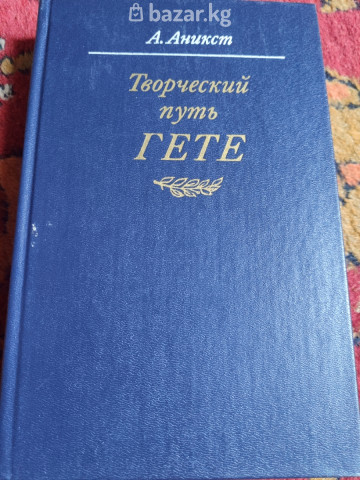 bazar.kg
А. Аникст
Творческий
путь
ГЕТЕ